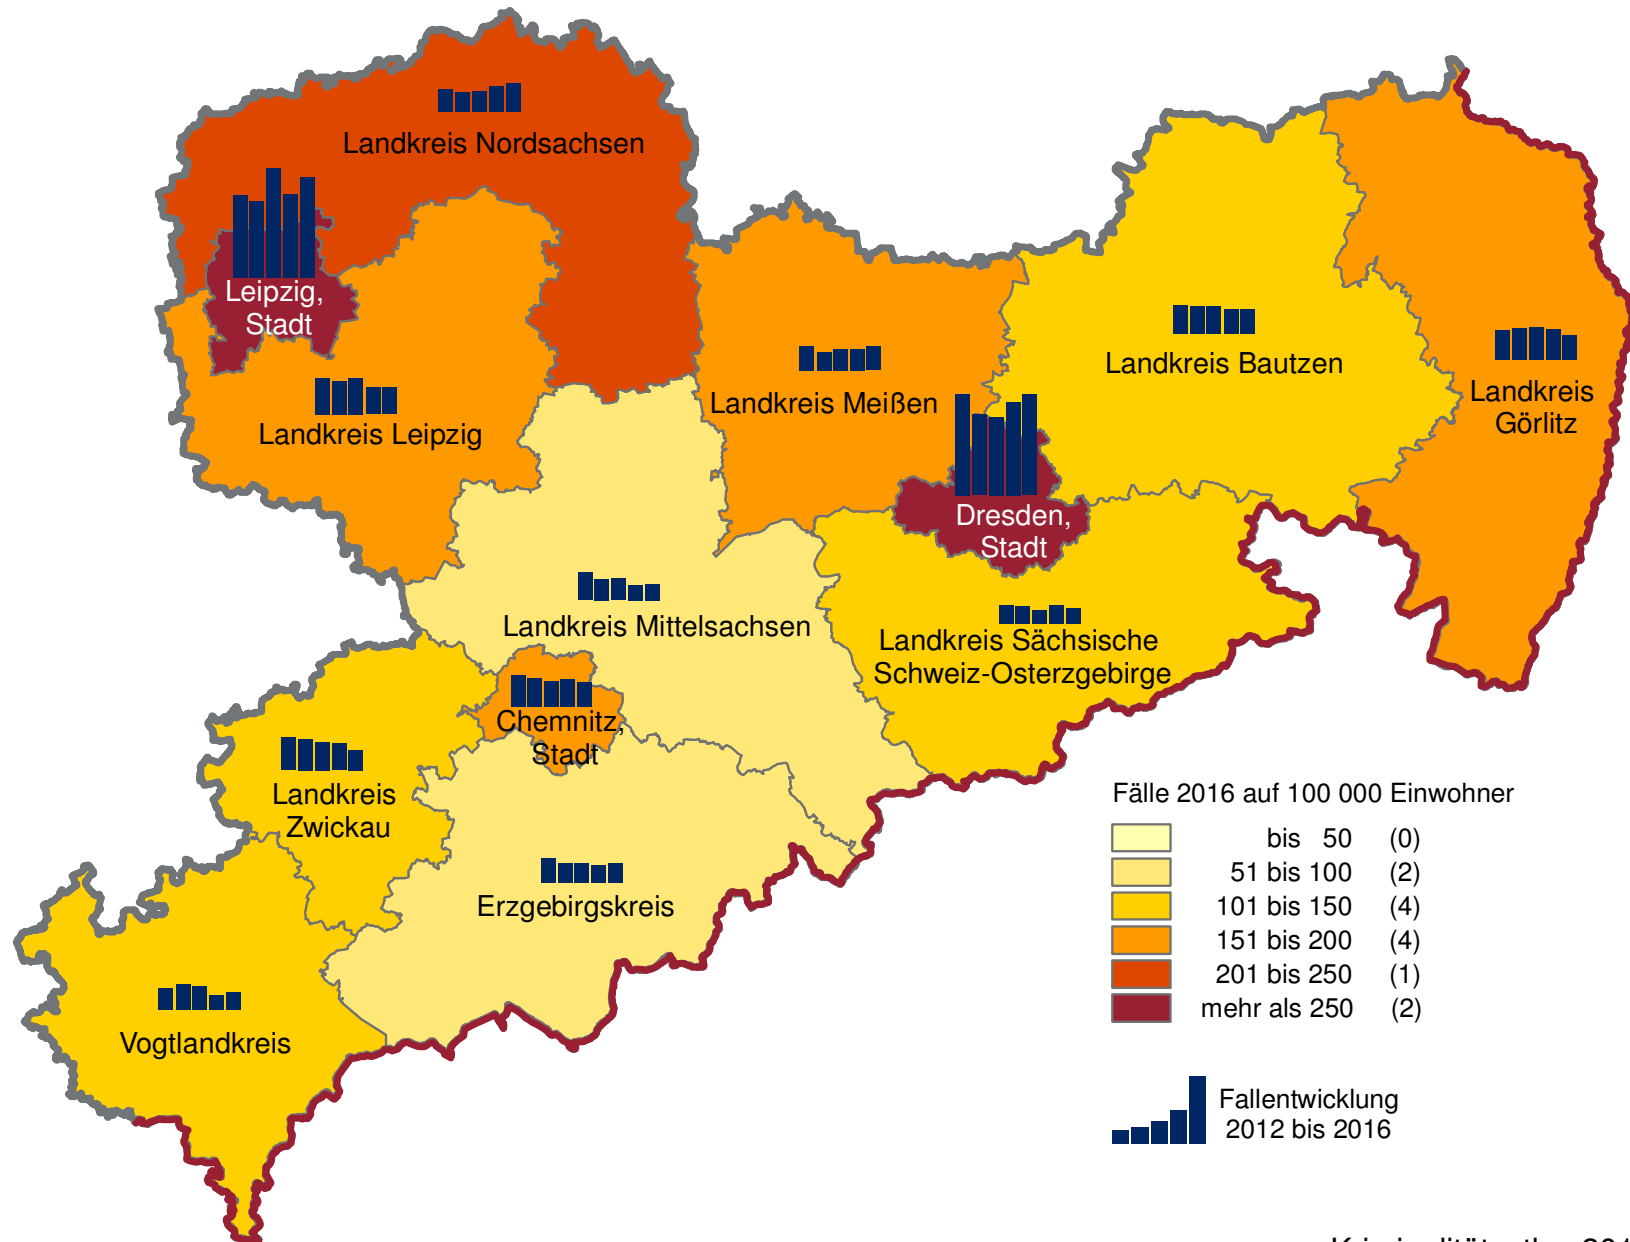 Landkreis Nordsachsen
Leipzig,
Stadt
Landkreis Leipzig
Landkreis Meißen
Landkreis Bautzen
Landkreis
Görlitz
Dresden,
Stadt
Landkreis Mittelsachsen
Landkreis Sächsische
Schweiz-Osterzgebirge
Chemnitz,
Stadt
Landkreis
Zwickau
Erzgebirgskreis
Vogtlandkreis
Fälle 2016 auf 100 000 Einwohner
bis 50 (0)
51 bis 100 (2)
101 bis 150 (4)
151 bis 200 (4)
201 bis 250 (1)
mehr als 250 (2)
Fallentwicklung
2012 bis 2016